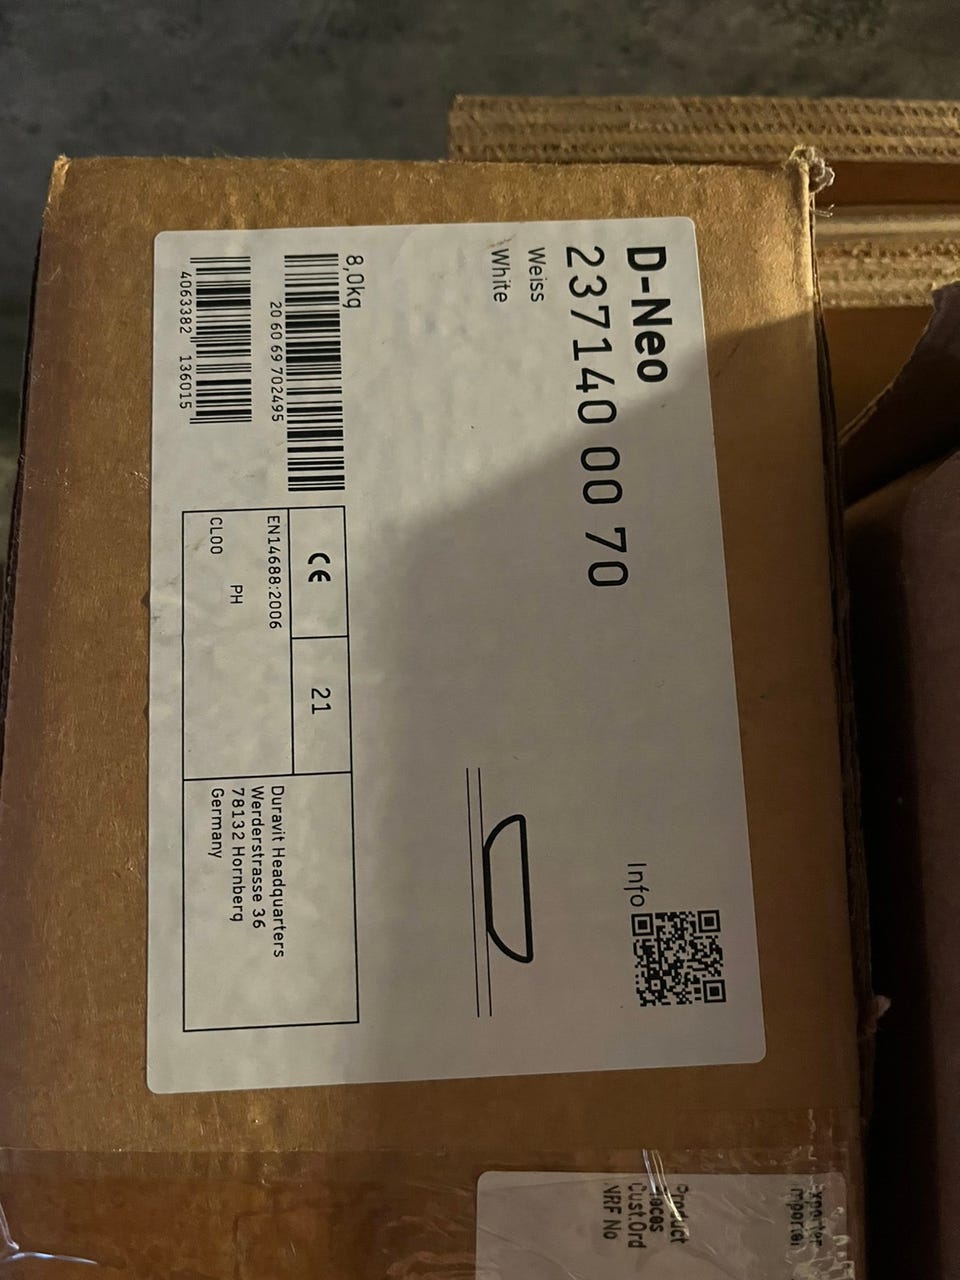 D-Neo
237140 00 70
Weiss
White
Info
8,0kg
20 60 69 702495
4063382 136015
CE
21
EN14688:2006
PH
CL00
Duravit Headquarters
Werderstrasse 36
78132 Hornberg
Germany
Exporter
Importer
Product
Pieces
Cust.Ord
NRF No